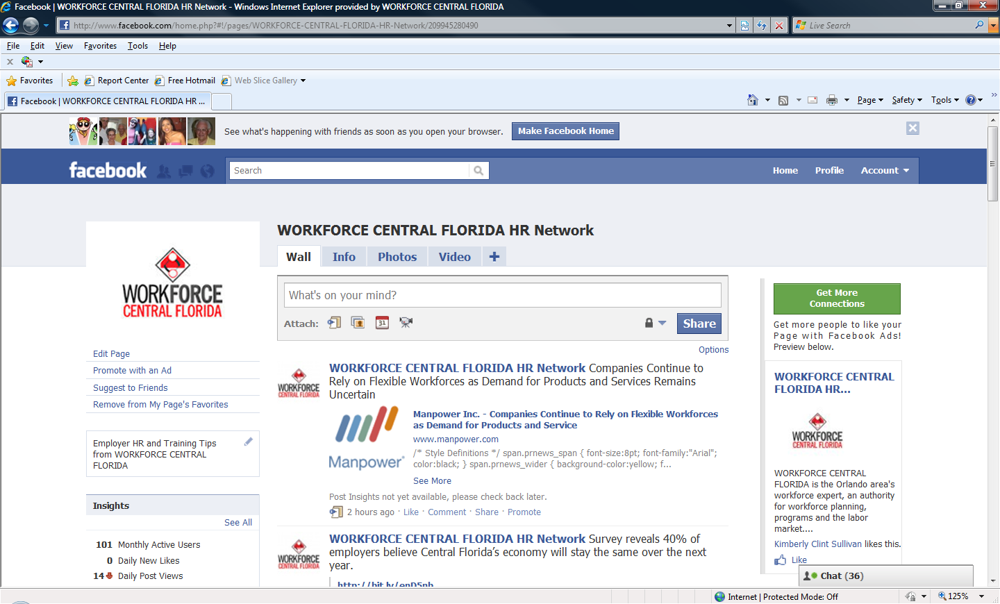 Facebook | WORKFORCE CENTRAL FLORIDA HR Network - Windows Internet Explorer provided by WORKFORCE CENTRAL FLORIDA
http://www.facebook.com/home.php?#!/pages/WORKFORCE-CENTRAL-FLORIDA-HR-Network/209945280490
Live Search
File Edit View Favorites Tools Help
x
Favorites Report Center Free Hotmail Web Slice Gallery
Facebook | WORKFORCE CENTRAL FLORIDA HR ...
Page Safety Tools
See what's happening with friends as soon as you open your browser. Make Facebook Home
facebook
Search
Home Profile Account
WORKFORCE
CENTRAL FLORIDA
Edit Page
Promote with an Ad
Suggest to Friends
Remove from My Page's Favorites
Employer HR and Training Tips
from WORKFORCE CENTRAL
FLORIDA
Insights
See All
101 Monthly Active Users
0 Daily New Likes
14 Daily Post Views
WORKFORCE CENTRAL FLORIDA HR Network
Wall Info Photos Video +
What's on your mind?
Attach: 31 Share
Options
WORKFORCE
CENTRAL FLORIDA
WORKFORCE CENTRAL FLORIDA HR Network Companies Continue to
Rely on Flexible Workforces as Demand for Products and Services Remains
Uncertain
Manpower
Manpower Inc. - Companies Continue to Rely on Flexible Workforces
as Demand for Products and Service
www.manpower.com
/* Style Definitions */ span.prnews_span { font-size:8pt; font-family:"Arial";
color:black; } span.prnews_wider { background-color:yellow; f...
See More
Post Insights not yet available, please check back later.
2 hours ago · Like · Comment · Share · Promote
WORKFORCE
CENTRAL FLORIDA
WORKFORCE CENTRAL FLORIDA HR Network Survey reveals 40% of
employers believe Central Florida's economy will stay the same over the next
year.
http://bit.ly/enD5nh
Get More
Connections
Get more people to like your
Page with Facebook Ads!
Preview below.
WORKFORCE CENTRAL
FLORIDA HR...
WORKFORCE
CENTRAL FLORIDA
WORKFORCE CENTRAL
FLORIDA is the Orlando area's
workforce expert, an authority
for workforce planning,
programs and the labor
market....
Kimberly Clint Sullivan likes this.
Like
Chat (36)
Internet | Protected Mode: Off
125%